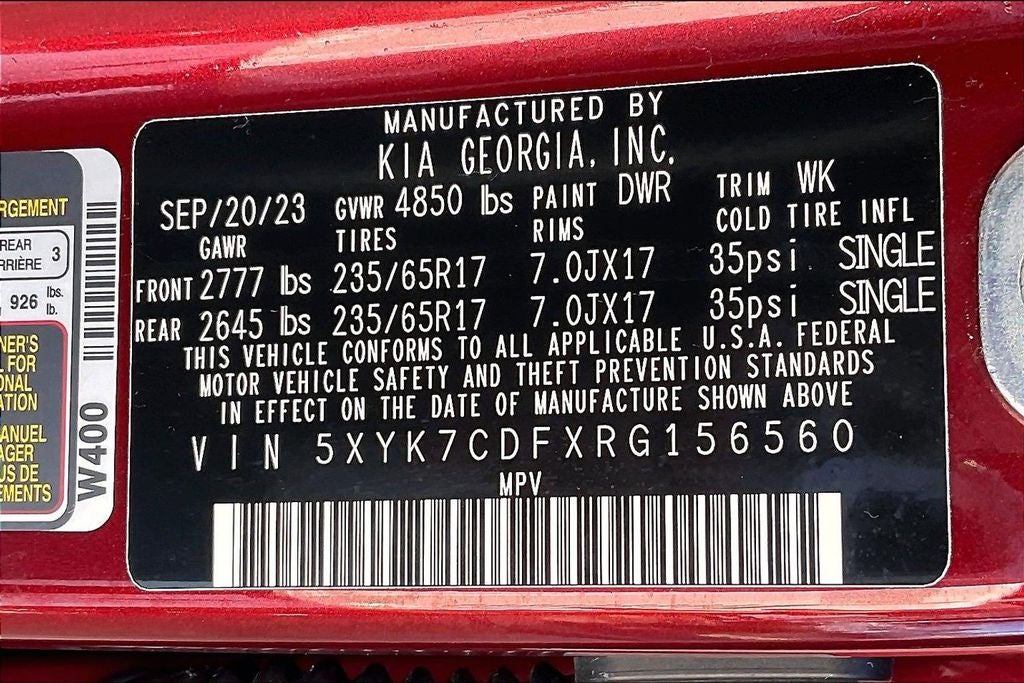 MANUFACTURED BY
KIA GEORGIA, INC.
SEP/20/23 GVWR 4850 lbs PAINT DWR TRIM WK
GAWR TIRES RIMS COLD TIRE INFL
FRONT 2777 lbs 235/65R17 7.0JX17 35psi SINGLE
REAR 2645 lbs 235/65R17 7.0JX17 35psi SINGLE
THIS VEHICLE CONFORMS TO ALL APPLICABLE U.S.A. FEDERAL
MOTOR VEHICLE SAFETY AND THEFT PREVENTION STANDARDS
IN EFFECT ON THE DATE OF MANUFACTURE SHOWN ABOVE
VIN 5XYK7CDFXRG156560
MPV
RGEMENT
REAR 3
RRIÈRE
926 lbs.
lb.
NER'S
L FOR
ONAL
ATION
ANUEL
AGER
US DE
EMENTS
W400